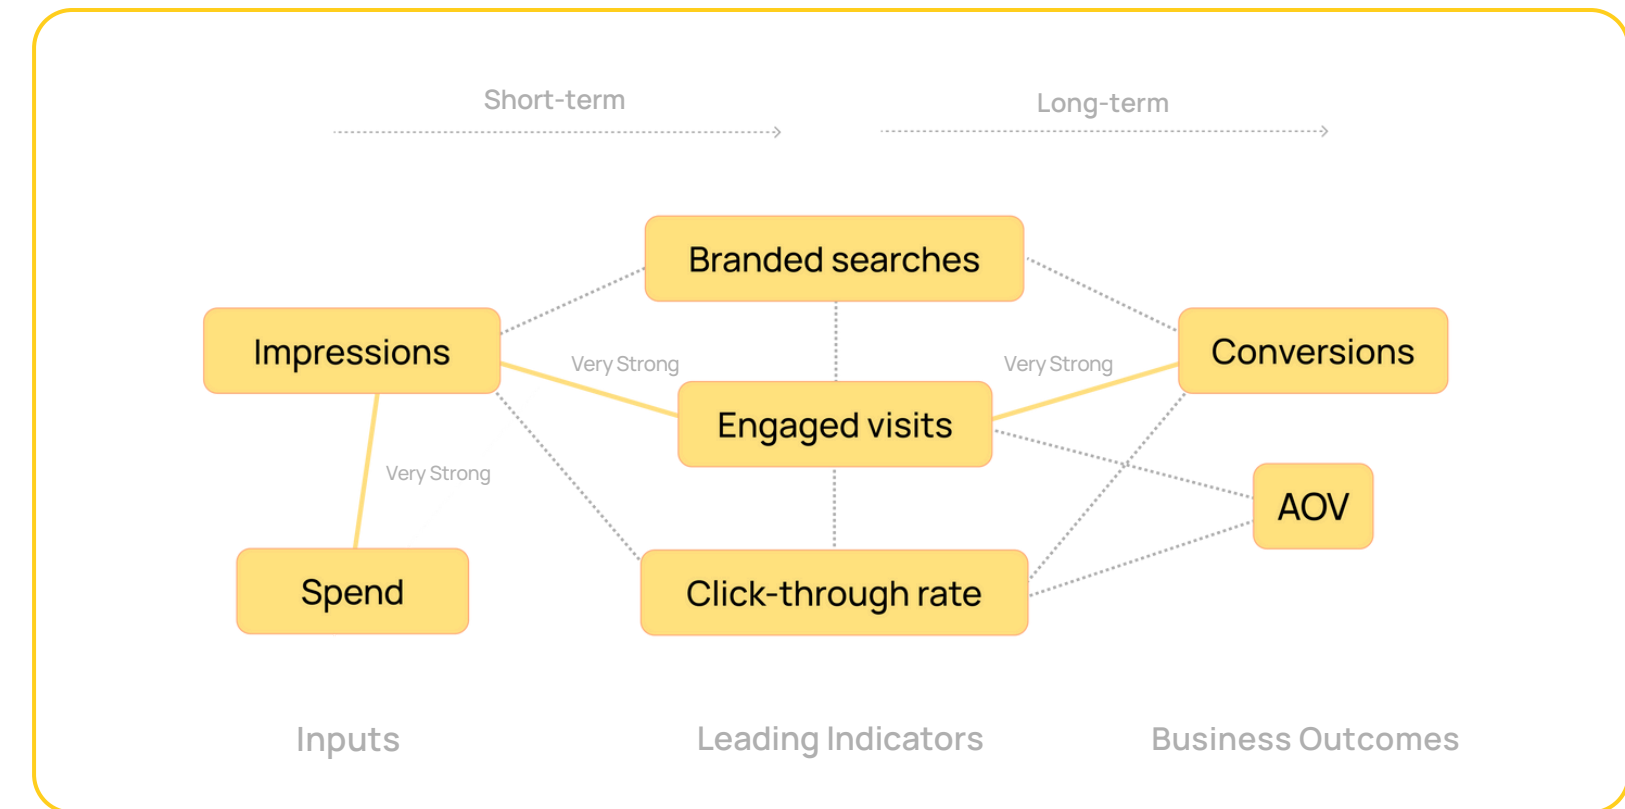 Short-term
Long-term
Branded searches
Impressions
Very Strong
Very Strong
Conversions
Engaged visits
Very Strong
AOV
Spend
Click-through rate
Inputs
Leading Indicators
Business Outcomes